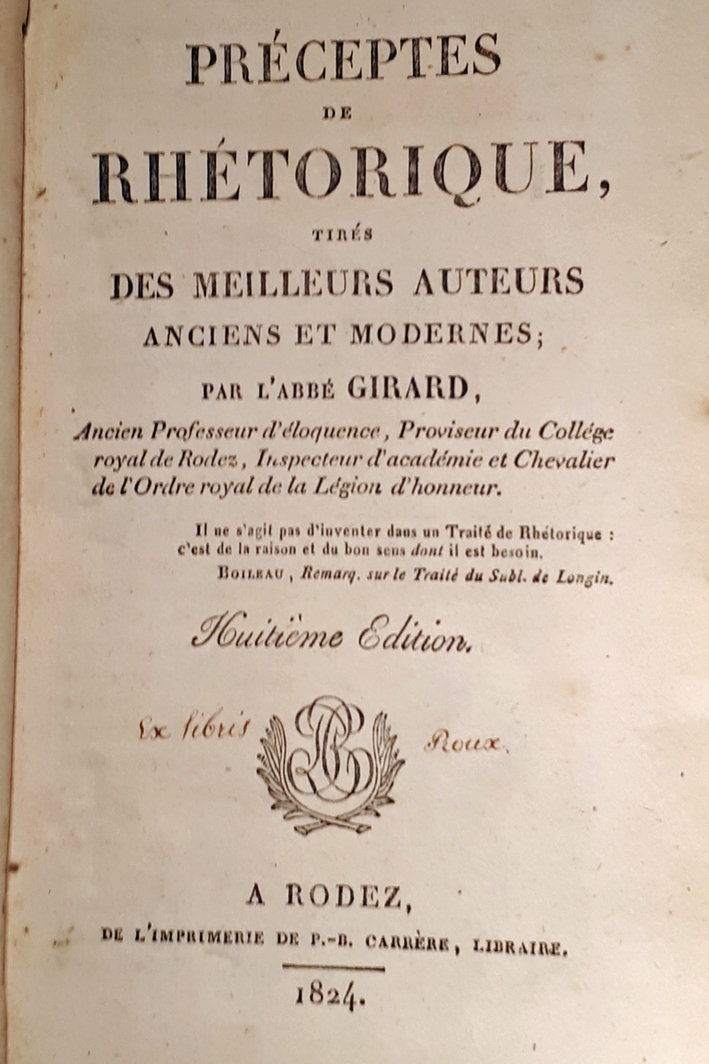 PRÉCEPTES
DE
RHÉTORIQUE,
TIRÉS
DES MEILLEURS AUTEURS
ANCIENS ET MODERNES;
PAR L'ABBÉ GIRARD,
Ancien Professeur d'éloquence, Proviseur du Collége
royal de Rodez, Inspecteur d'académie et Chevalier
de l'Ordre royal de la Légion d'honneur.
Il ne s'agit pas d'inventer dans un Traité de Rhétorique :
c'est de la raison et du bon sens dont il est besoin.
BOILEAU, Remarq. sur le Traité du Subl. de Longin.
Huitième Edition.
Ex libris Roux.
A RODEZ,
DE L'IMPRIMERIE DE P.-B. CARRÈRE, LIBRAIRE.
1824.